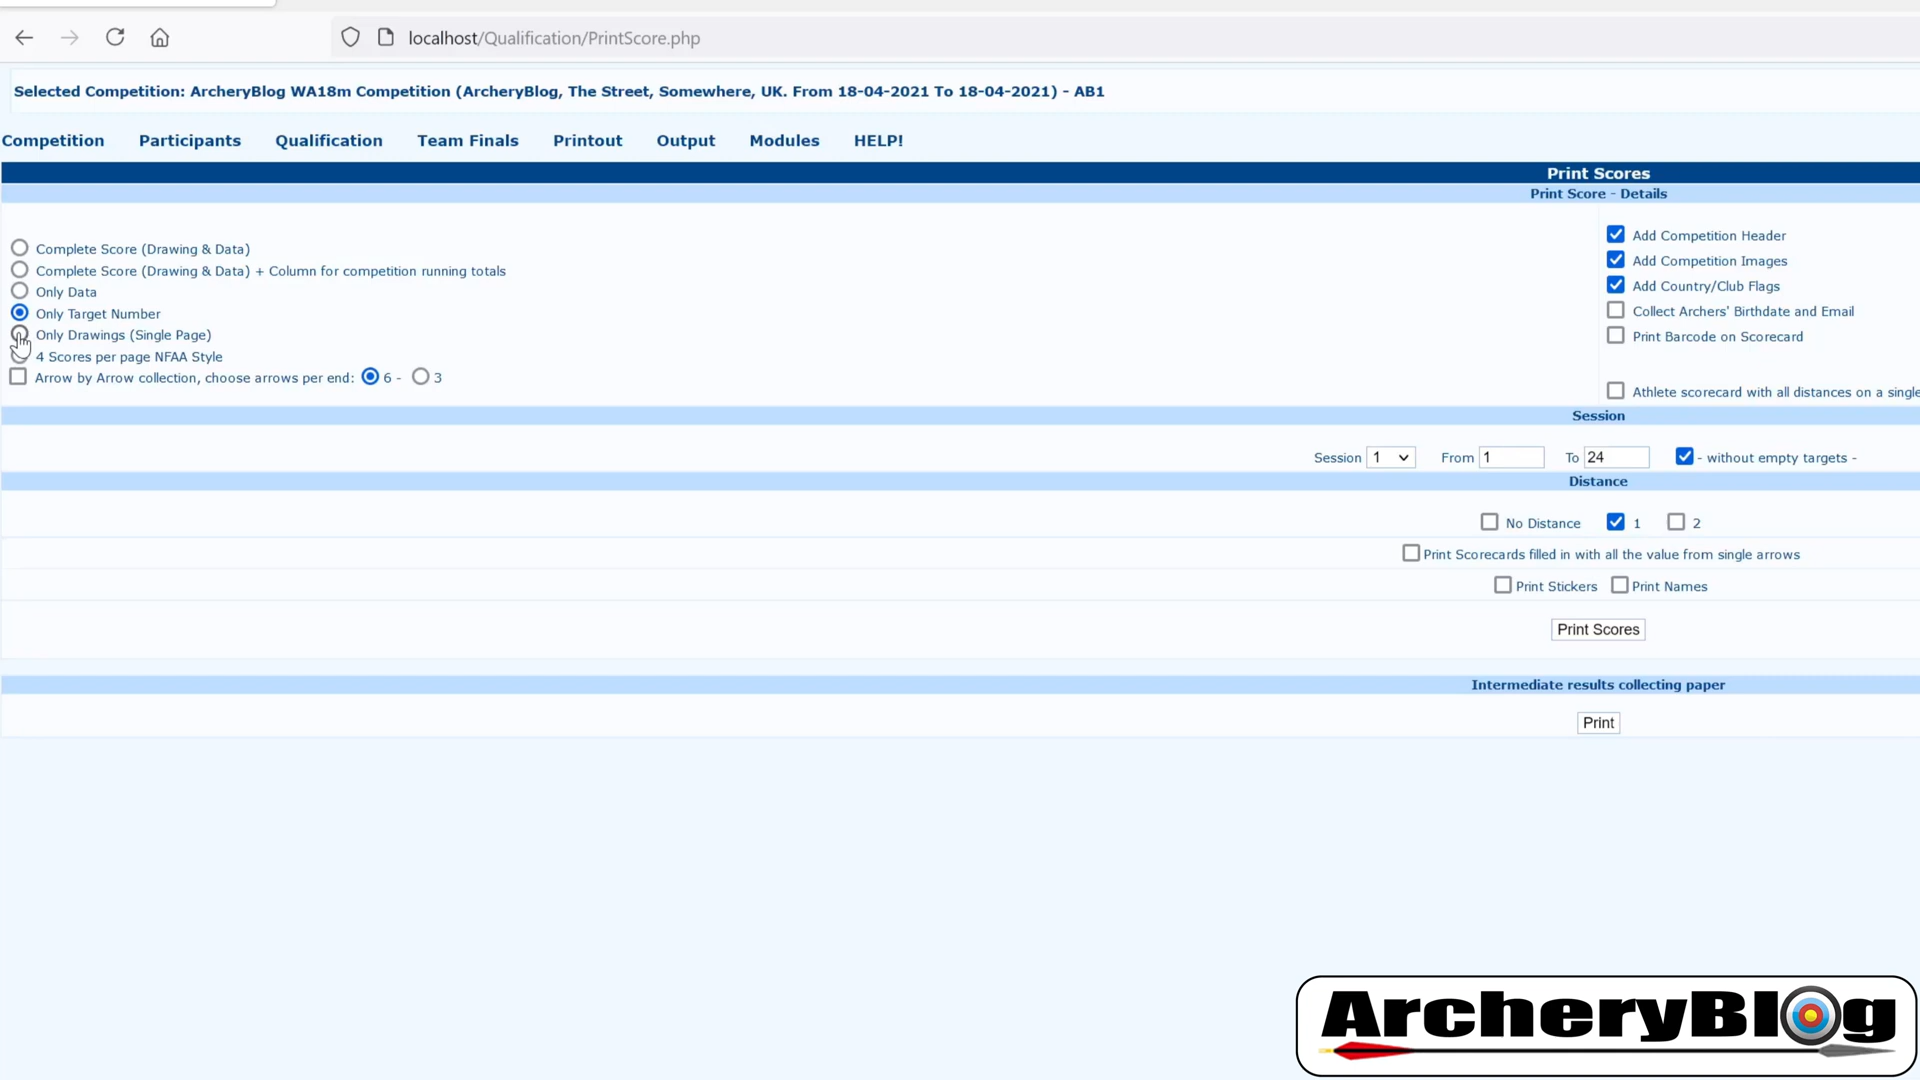 localhost/Qualification/PrintScore.php
Selected Competition: ArcheryBlog WA18m Competition (ArcheryBlog, The Street, Somewhere, UK. From 18-04-2021 To 18-04-2021) - AB1
Competition Participants Qualification Team Finals Printout Output Modules HELP!
Print Scores
Print Score - Details
Complete Score (Drawing & Data)
Complete Score (Drawing & Data) + Column for competition running totals
Only Data
Only Target Number
Only Drawings (Single Page)
4 Scores per page NFAA Style
Arrow by Arrow collection, choose arrows per end: 6 - 3
Add Competition Header
Add Competition Images
Add Country/Club Flags
Collect Archers' Birthdate and Email
Print Barcode on Scorecard
Athlete scorecard with all distances on a single
Session
Session 1 From 1 To 24 - without empty targets -
Distance
No Distance 1 2
Print Scorecards filled in with all the value from single arrows
Print Stickers Print Names
Print Scores
Intermediate results collecting paper
Print
ArcheryBlog